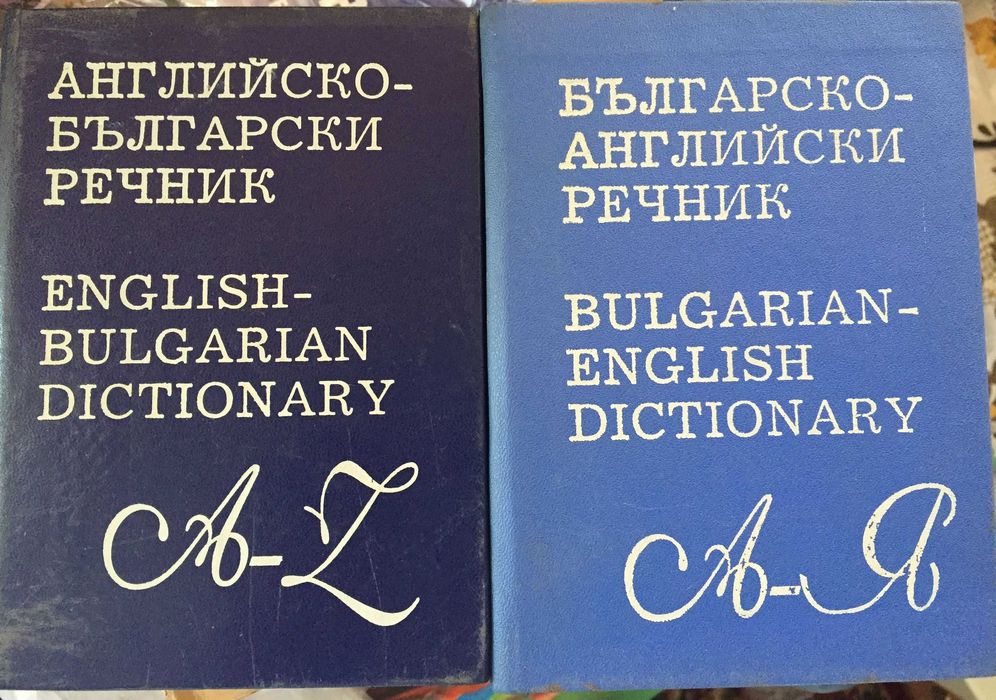 АНГЛИЙСКО-
БЪЛГАРСКИ
РЕЧНИК
ENGLISH-
BULGARIAN
DICTIONARY
A-Z
БЪЛГАРСКО-
АНГЛИЙСКИ
РЕЧНИК
BULGARIAN-
ENGLISH
DICTIONARY
А-Я